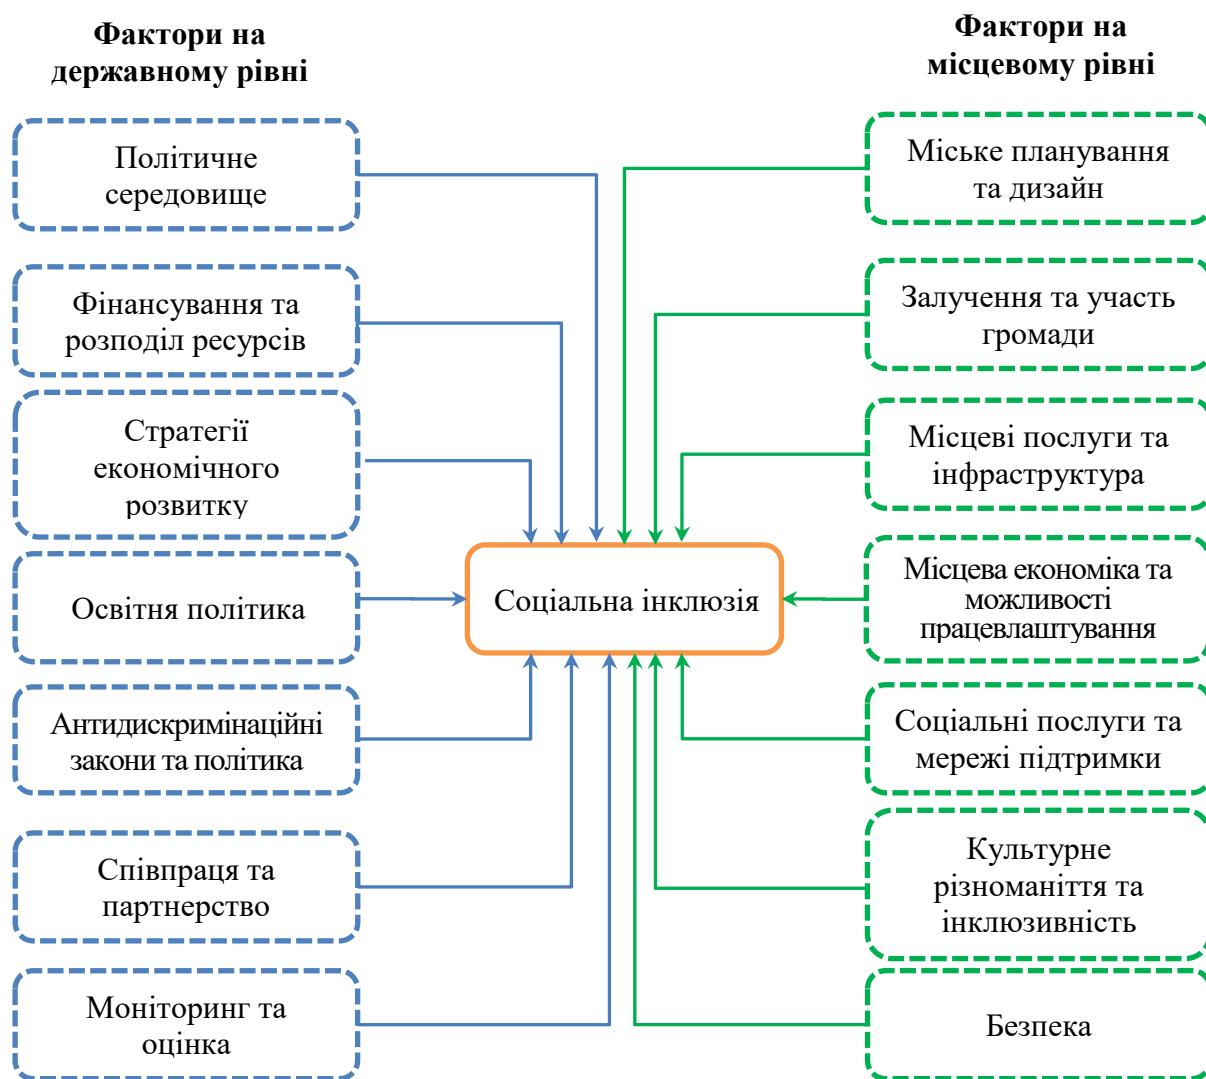 Фактори на
державному рівні
Політичне
середовище
Фінансування та
розподіл ресурсів
Стратегії
економічного
розвитку
Освітня політика
Антидискримінаційні
закони та політика
Співпраця та
партнерство
Моніторинг та
оцінка
Соціальна інклюзія
Фактори на
місцевому рівні
Міське планування
та дизайн
Залучення та участь
громади
Місцеві послуги та
інфраструктура
Місцева економіка та
можливості
працевлаштування
Соціальні послуги та
мережі підтримки
Культурне
різноманіття та
інклюзивність
Безпека